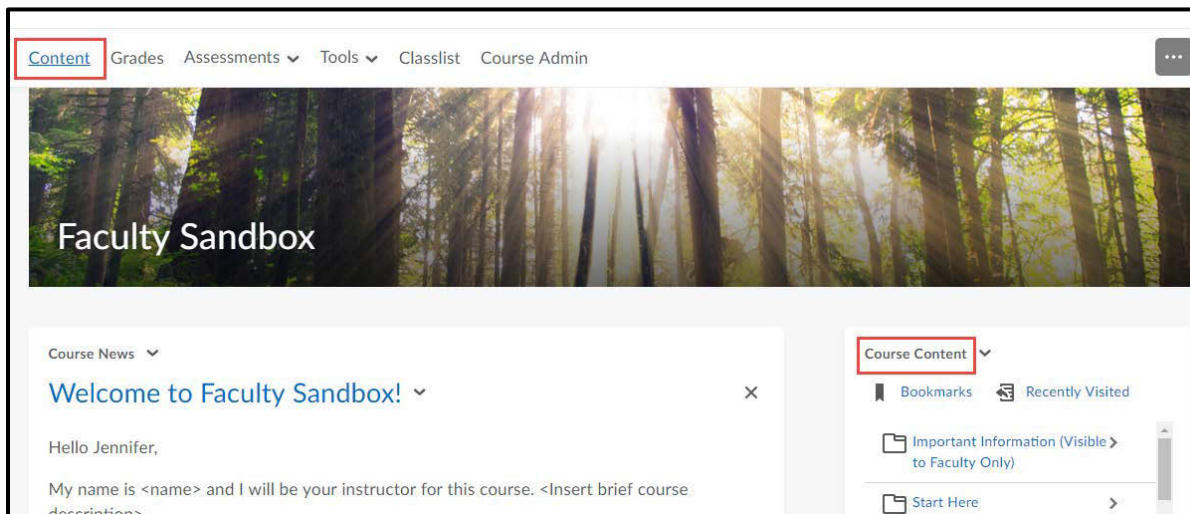 Content Grades Assessments Tools Classlist Course Admin
Faculty Sandbox
Course News
Welcome to Faculty Sandbox!
Hello Jennifer,
My name is <name> and I will be your instructor for this course. <Insert brief course
description>
Course Content
Bookmarks Recently Visited
Important Information (Visible
to Faculty Only)
Start Here